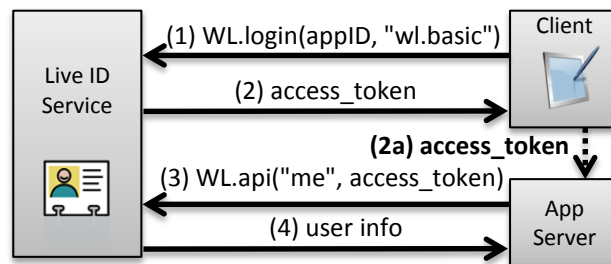 (1) WL.login(appID, "wl.basic")
Client
Live ID
Service
(2) access_token
(2a) access_token
(3) WL.api("me", access_token)
(4) user info
App
Server